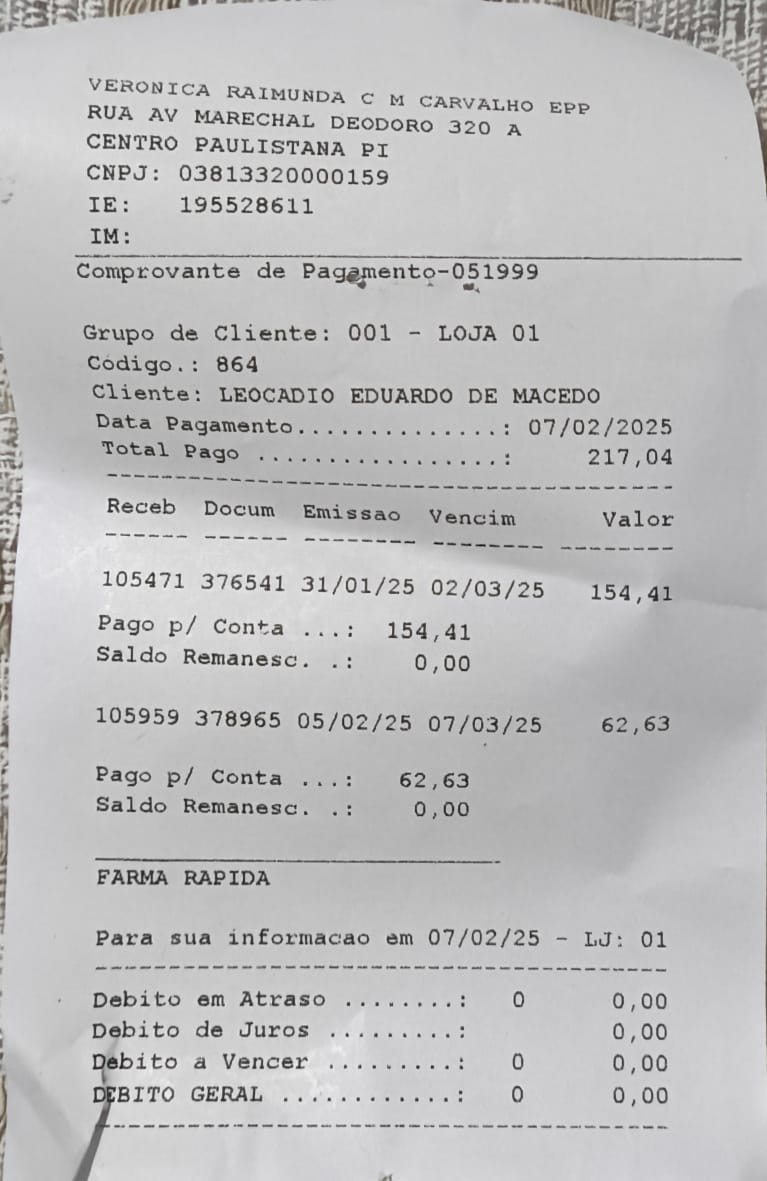 VERONICA RAIMUNDA C M CARVALHO EPP
RUA AV MARECHAL DEODORO 320 A
CENTRO PAULISTANA PI
CNPJ: 03813320000159
IE: 195528611
IM:
Comprovante de Pagamento-051999
Grupo de Cliente: 001 - LOJA 01
Código.: 864
Cliente: LEOCADIO EDUARDO DE MACEDO
Data Pagamento...............: 07/02/2025
Total Pago ..................: 217,04
Receb Docum Emissao Vencim Valor
105471 376541 31/01/25 02/03/25 154,41
Pago p/ Conta ...: 154,41
Saldo Remanesc. .: 0,00
105959 378965 05/02/25 07/03/25 62,63
Pago p/ Conta ...: 62,63
Saldo Remanesc. .: 0,00
FARMA RAPIDA
Para sua informacao em 07/02/25 - LJ: 01
Debito em Atraso ........: 0 0,00
Debito de Juros .........: 0,00
Debito a Vencer .........: 0 0,00
DEBITO GERAL ............: 0 0,00